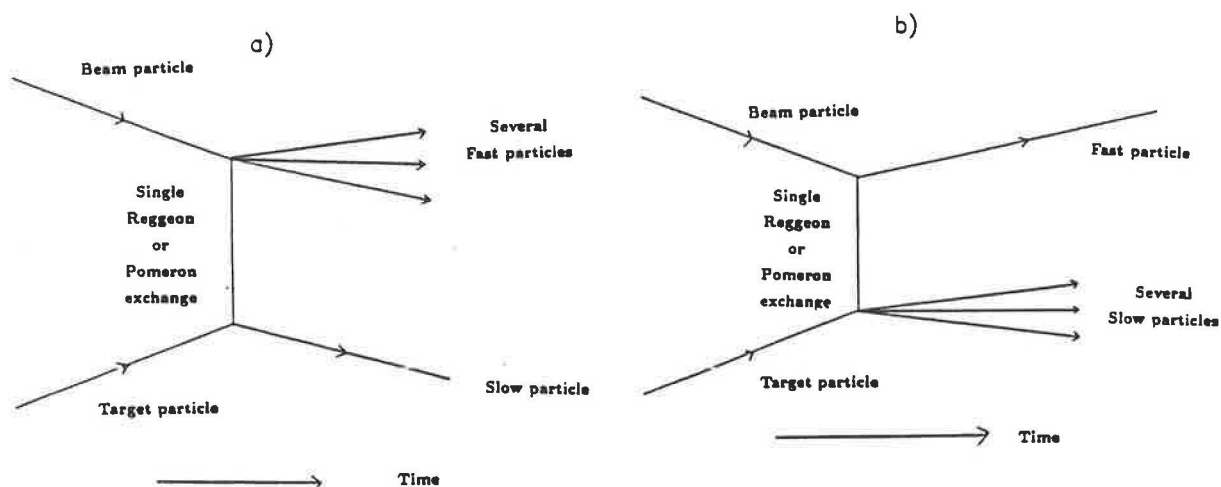 a)
Beam particle
Several
Fast particles
Single
Reggeon
or
Pomeron
exchange
Target particle
Slow particle
Time
b)
Beam particle
Fast particle
Single
Reggeon
or
Pomeron
exchange
Several
Slow particles
Target particle
Time